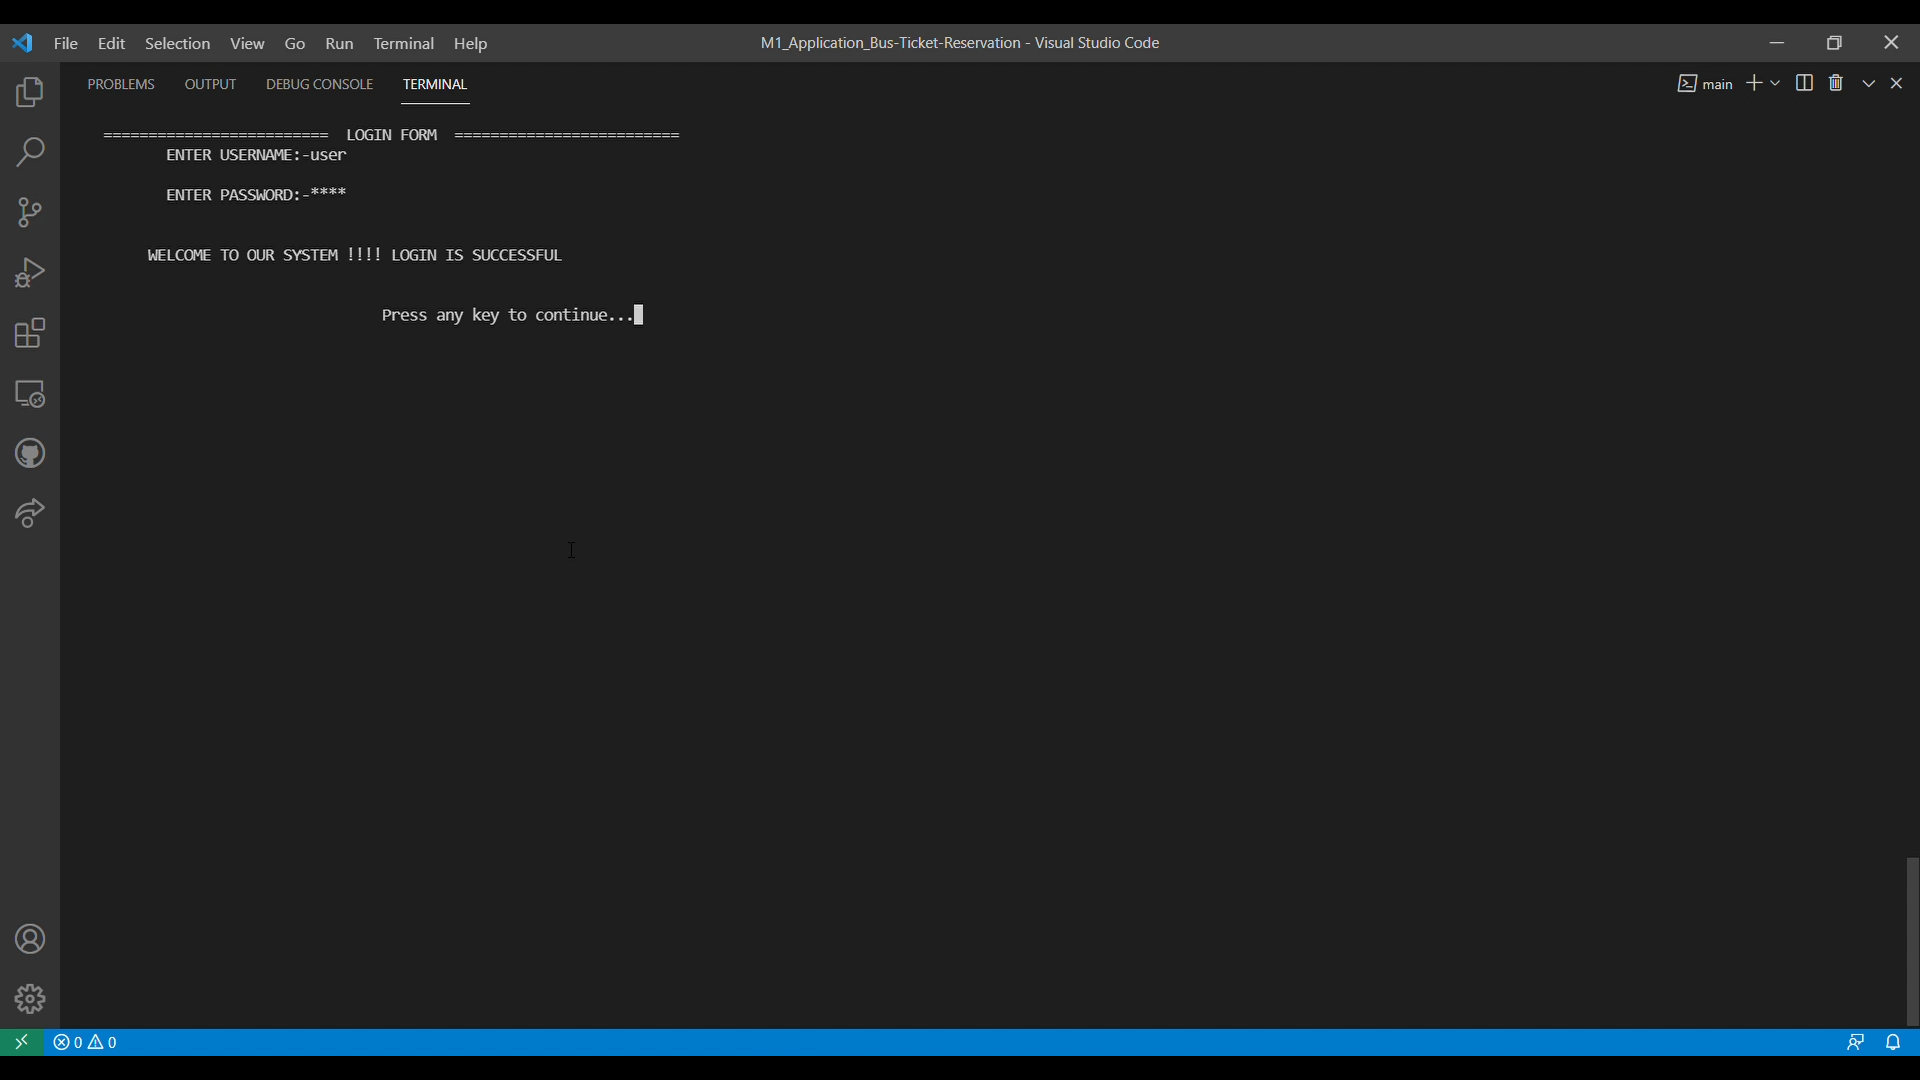 File Edit Selection View Go Run Terminal Help M1_Application_Bus-Ticket-Reservation - Visual Studio Code
PROBLEMS OUTPUT DEBUG CONSOLE TERMINAL main
========================= LOGIN FORM =========================
ENTER USERNAME:-user
ENTER PASSWORD:-****
WELCOME TO OUR SYSTEM !!!! LOGIN IS SUCCESSFUL
Press any key to continue...
0 0